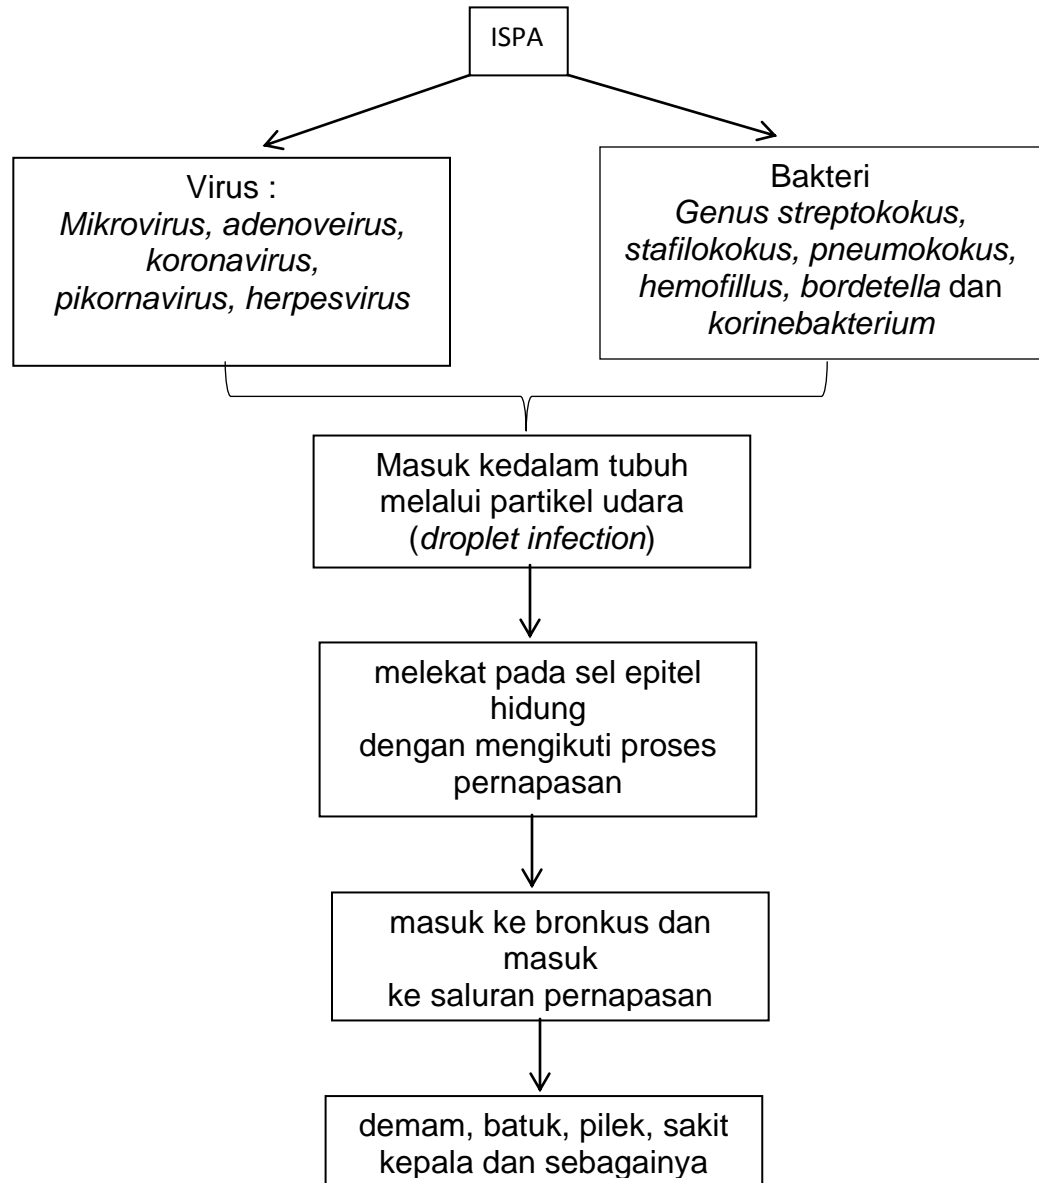 ISPA
Virus :
Mikrovirus, adenoveirus,
koronavirus,
pikornavirus, herpesvirus
Bakteri
Genus streptokokus,
stafilokokus, pneumokokus,
hemofillus, bordetella dan
korinebakterium
Masuk kedalam tubuh
melalui partikel udara
(droplet infection)
melekat pada sel epitel
hidung
dengan mengikuti proses
pernapasan
masuk ke bronkus dan
masuk
ke saluran pernapasan
demam, batuk, pilek, sakit
kepala dan sebagainya